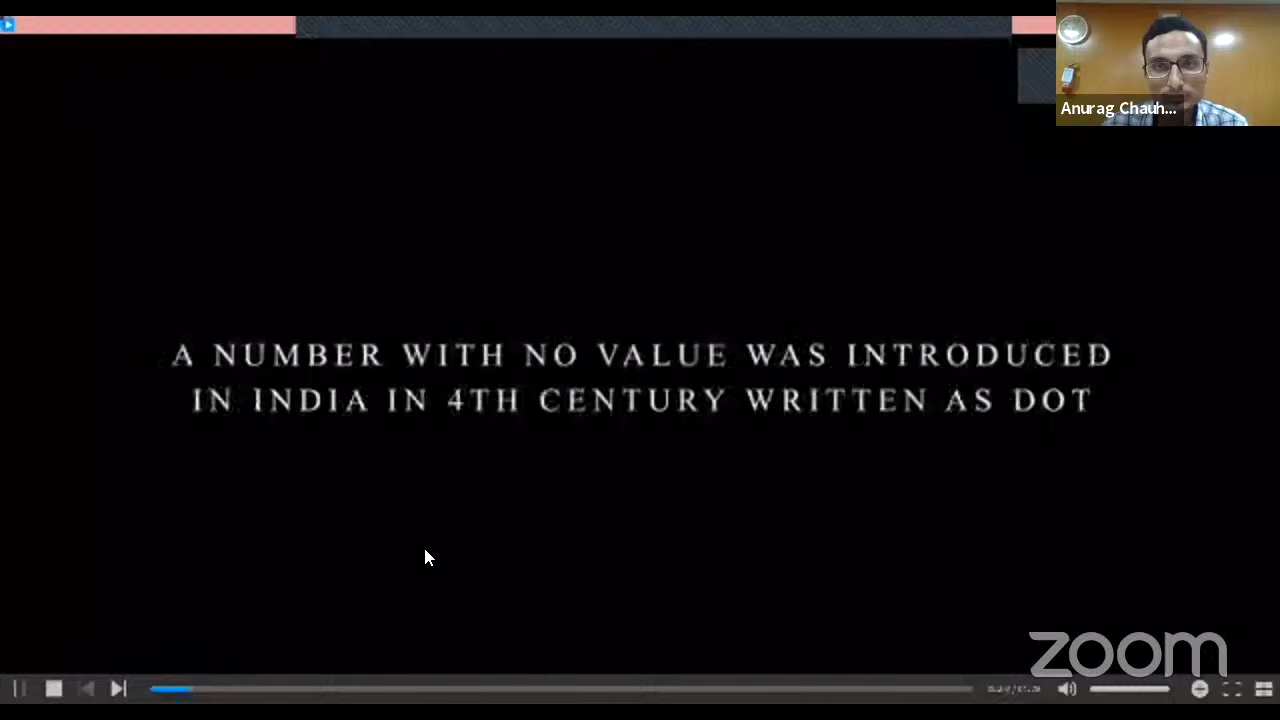 Anurag Chauh...
A NUMBER WITH NO VALUE WAS INTRODUCED
IN INDIA IN 4TH CENTURY WRITTEN AS DOT
zoom